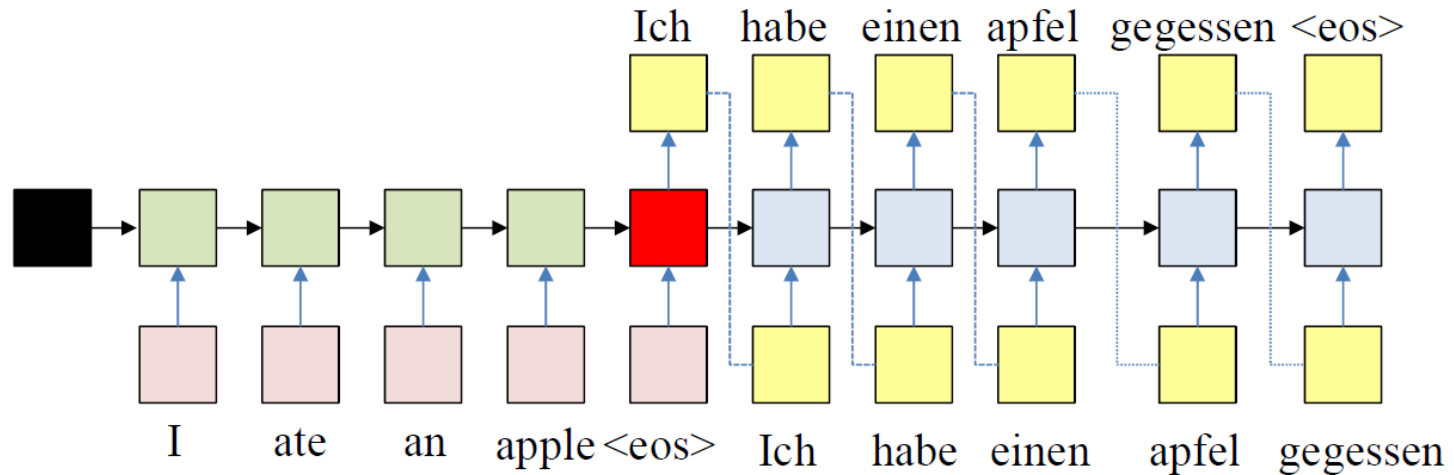 Ich habe einen apfel gegessen <eos>
I ate an apple <eos> Ich habe einen apfel gegessen